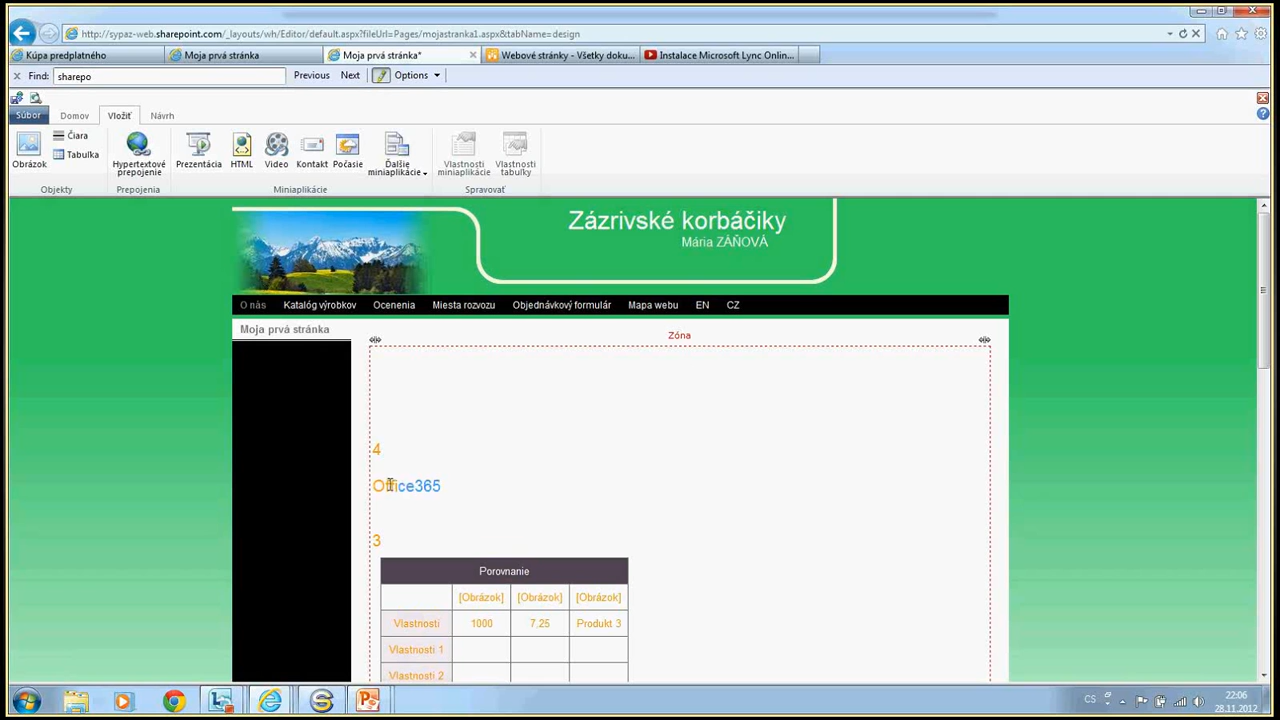 http://sypaz-web.sharepoint.com/_layouts/wh/Editor/default.aspx?fileUrl=Pages/mojastranka1.aspx&tabName=design
Kúpa predplatného
Moja prvá stránka
Moja prvá stránka*
Webové stránky - Všetky doku...
Instalace Microsoft Lync Onlin...
Find: sharepo Previous Next Options
Súbor Domov Vložiť Návrh
Obrázok
Čiara
Tabuľka
Hypertextové prepojenie
Prezentácia
HTML
Video
Kontakt
Počasie
Ďalšie miniaplikácie
Vlastnosti miniaplikácie
Vlastnosti tabuľky
Objekty Prepojenia Miniaplikácie Spravovať
Zázrivské korbáčiky
Mária ZÁŇOVÁ
O nás Katalóg výrobkov Ocenenia Miesta rozvozu Objednávkový formulár Mapa webu EN CZ
Moja prvá stránka
Zóna
4
Office365
3
Porovnanie
[Obrázok] [Obrázok] [Obrázok]
Vlastnosti 1000 7.25 Produkt 3
Vlastnosti 1
Vlastnosti 2
CS
22:06
28.11.2012